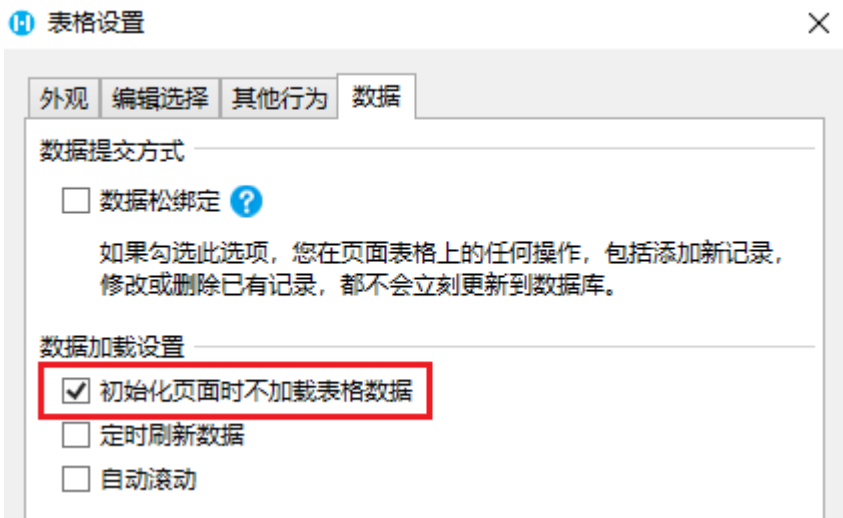 表格设置
外观 编辑选择 其他行为 数据
数据提交方式
数据松绑定 ?
如果勾选此选项，您在页面表格上的任何操作，包括添加新记录，
修改或删除已有记录，都不会立刻更新到数据库。
数据加载设置
初始化页面时不加载表格数据
定时刷新数据
自动滚动